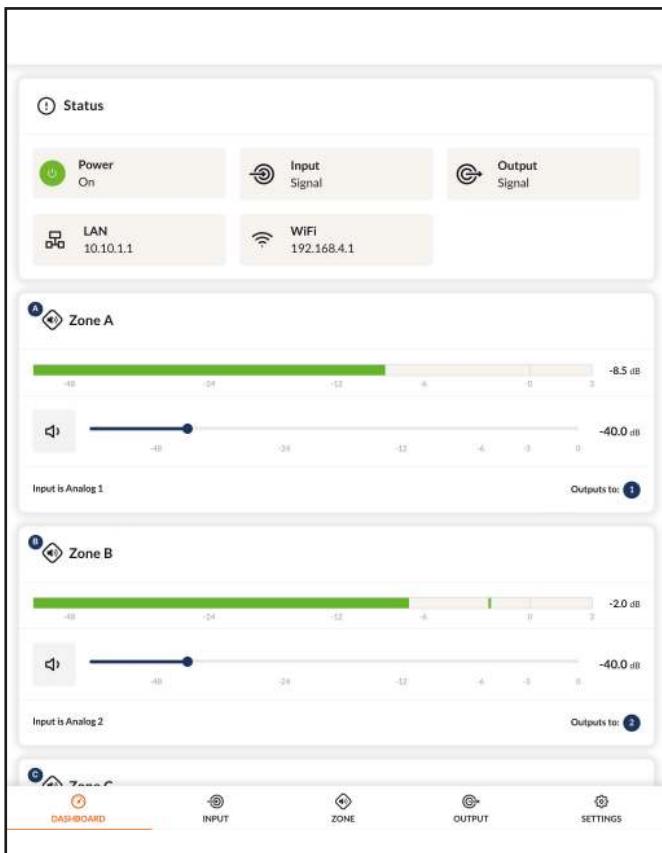 Status
Power
On
Input
Signal
Output
Signal
LAN
10.10.1.1
WiFi
192.168.4.1
A
Zone A
-8.5 dB
-48 -24 -12 -6 -0 3
-40.0 dB
-48 -24 -12 -6 -3 0
Input is Analog 1
Outputs to: 1
B
Zone B
-2.0 dB
-48 -24 -12 -6 0 3
-40.0 dB
-48 -24 -12 -6 -3 0
Input is Analog 2
Outputs to: 2
C
Zone C
DASHBOARD
INPUT
ZONE
OUTPUT
SETTINGS